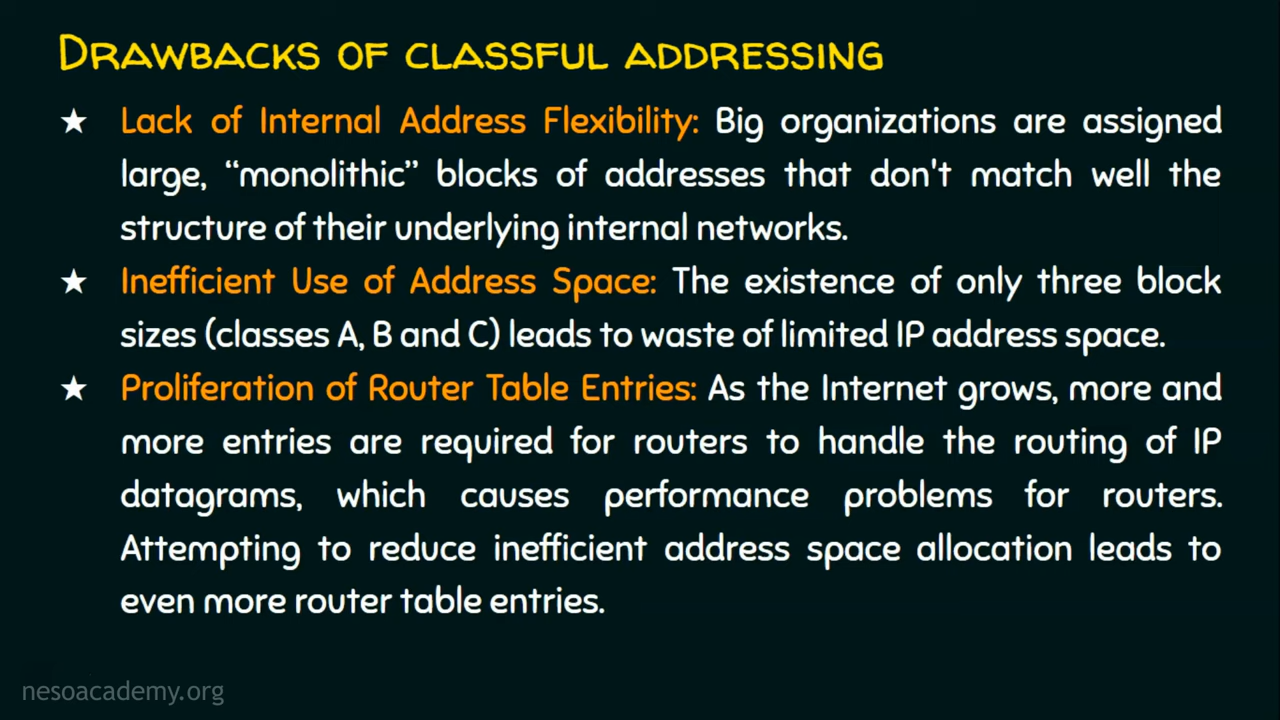 DRAWBACKS OF CLASSFUL ADDRESSING
★ Lack of Internal Address Flexibility: Big organizations are assigned
large, “monolithic” blocks of addresses that don't match well the
structure of their underlying internal networks.
★ Inefficient Use of Address Space: The existence of only three block
sizes (classes A, B and C) leads to waste of limited IP address space.
★ Proliferation of Router Table Entries: As the Internet grows, more and
more entries are required for routers to handle the routing of IP
datagrams, which causes performance problems for routers.
Attempting to reduce inefficient address space allocation leads to
even more router table entries.
nesoacademy.org